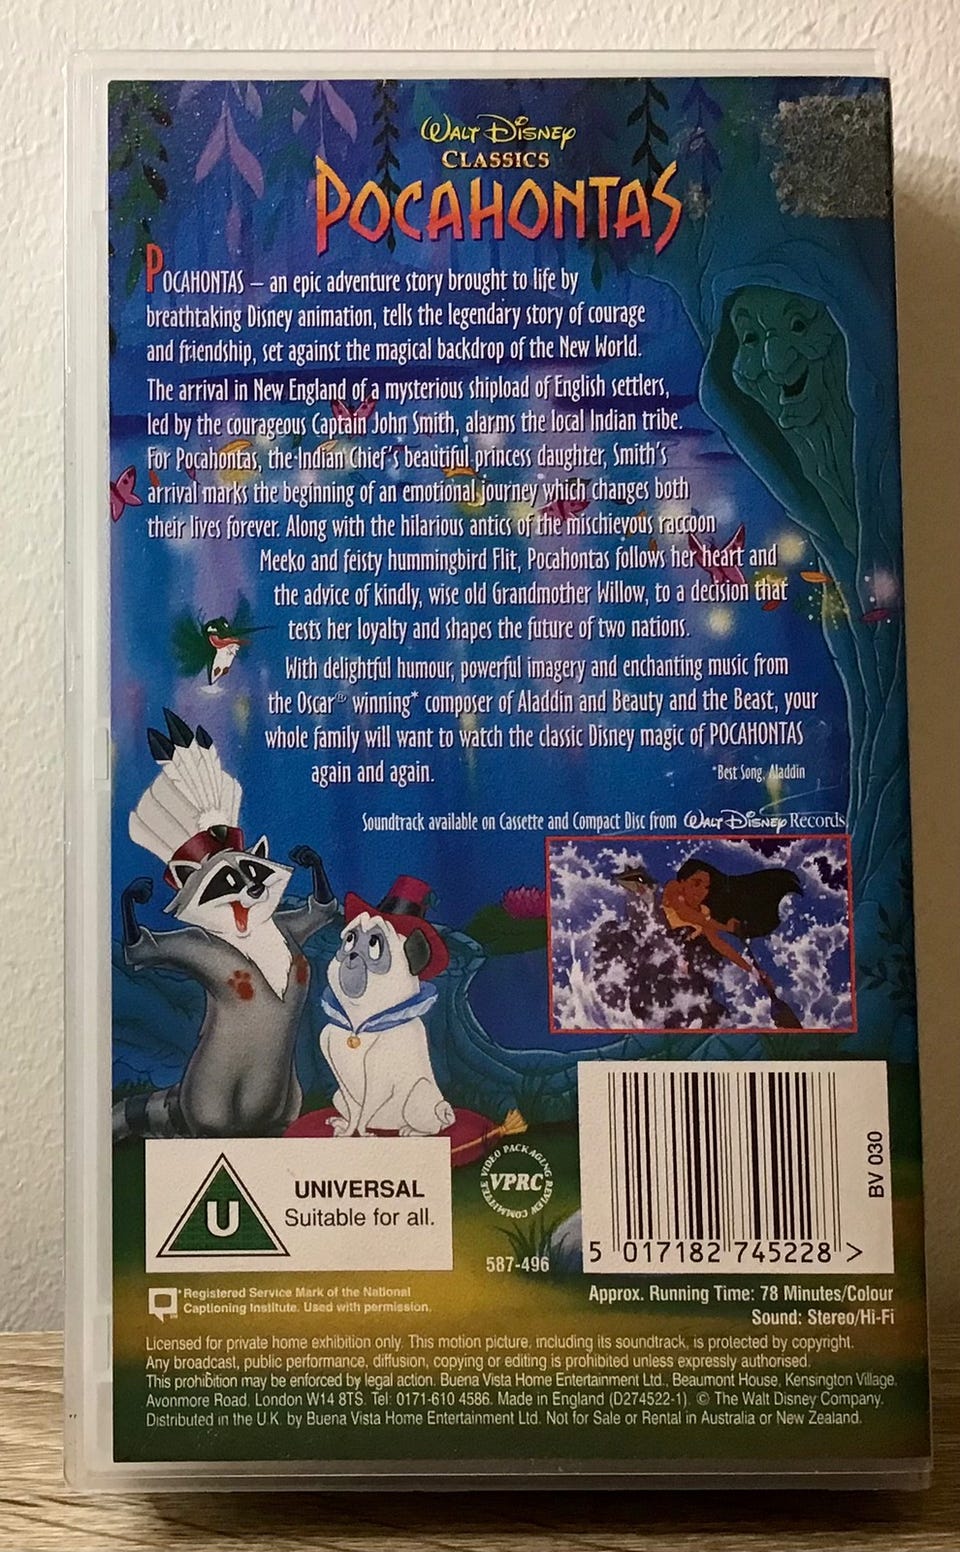 WALT DISNEY
CLASSICS
POCAHONTAS
POCAHONTAS – an epic adventure story brought to life by
breathtaking Disney animation, tells the legendary story of courage
and friendship, set against the magical backdrop of the New World.
The arrival in New England of a mysterious shipload of English settlers,
led by the courageous Captain John Smith, alarms the local Indian tribe.
For Pocahontas, the Indian Chief's beautiful princess daughter, Smith's
arrival marks the beginning of an emotional journey which changes both
their lives forever. Along with the hilarious antics of the mischievous raccoon
Meeko and feisty hummingbird Flit, Pocahontas follows her heart and
the advice of kindly, wise old Grandmother Willow, to a decision that
tests her loyalty and shapes the future of two nations.
With delightful humour, powerful imagery and enchanting music from
the Oscar® winning* composer of Aladdin and Beauty and the Beast, your
whole family will want to watch the classic Disney magic of POCAHONTAS
again and again.
*Best Song, Aladdin
Soundtrack available on Cassette and Compact Disc from WALT DISNEY Records
U
UNIVERSAL
Suitable for all.
VIDEO PACKAGING REVIEW COMMITTEE
VPRC
587-496
BV 030
5 017182 745228 >
Approx. Running Time: 78 Minutes/Colour
Sound: Stereo/Hi-Fi
*Registered Service Mark of the National
Captioning Institute. Used with permission.
Licensed for private home exhibition only. This motion picture, including its soundtrack, is protected by copyright.
Any broadcast, public performance, diffusion, copying or editing is prohibited unless expressly authorised.
This prohibition may be enforced by legal action. Buena Vista Home Entertainment Ltd., Beaumont House, Kensington Village,
Avonmore Road, London W14 8TS. Tel: 0171-610 4586. Made in England (D274522-1). © The Walt Disney Company.
Distributed in the U.K. by Buena Vista Home Entertainment Ltd. Not for Sale or Rental in Australia or New Zealand.